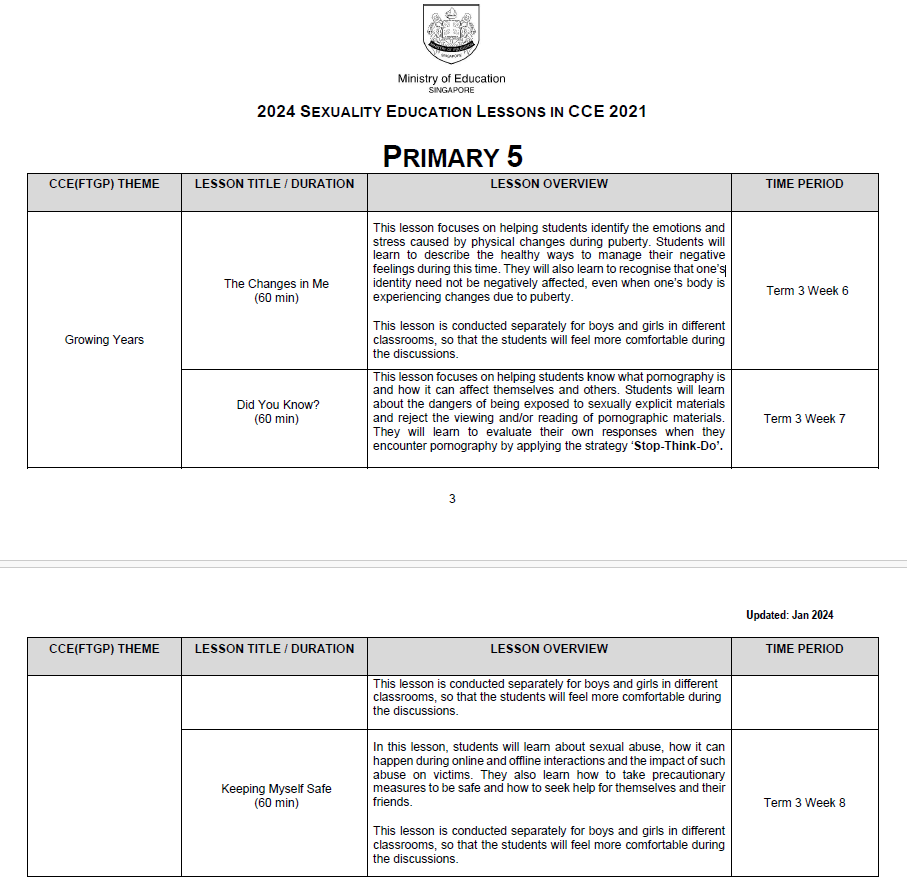 Ministry of Education
SINGAPORE
2024 SEXUALITY EDUCATION LESSONS IN CCE 2021
PRIMARY 5
CCE(FTGP) THEME
LESSON TITLE / DURATION
LESSON OVERVIEW
TIME PERIOD
Growing Years
The Changes in Me
(60 min)
This lesson focuses on helping students identify the emotions and
stress caused by physical changes during puberty. Students will
learn to describe the healthy ways to manage their negative
feelings during this time. They will also learn to recognise that one's
identity need not be negatively affected, even when one's body is
experiencing changes due to puberty.
This lesson is conducted separately for boys and girls in different
classrooms, so that the students will feel more comfortable during
the discussions.
Term 3 Week 6
Did You Know?
(60 min)
This lesson focuses on helping students know what pornography is
and how it can affect themselves and others. Students will learn
about the dangers of being exposed to sexually explicit materials
and reject the viewing and/or reading of pornographic materials.
They will learn to evaluate their own responses when they
encounter pornography by applying the strategy 'Stop-Think-Do'.
Term 3 Week 7
3
Updated: Jan 2024
CCE(FTGP) THEME
LESSON TITLE / DURATION
LESSON OVERVIEW
TIME PERIOD
This lesson is conducted separately for boys and girls in different
classrooms, so that the students will feel more comfortable during
the discussions.
Keeping Myself Safe
(60 min)
In this lesson, students will learn about sexual abuse, how it can
happen during online and offline interactions and the impact of such
abuse on victims. They also learn how to take precautionary
measures to be safe and how to seek help for themselves and their
friends.
This lesson is conducted separately for boys and girls in different
classrooms, so that the students will feel more comfortable during
the discussions.
Term 3 Week 8